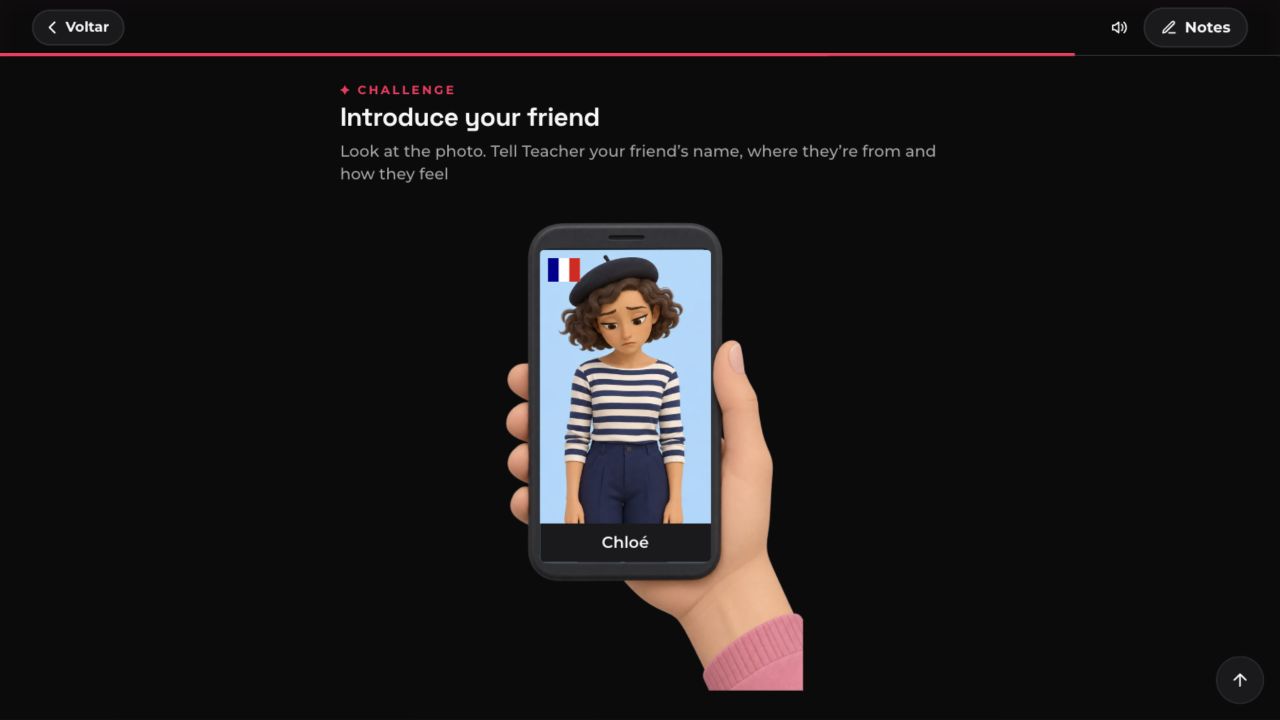 Voltar
Notes
CHALLENGE
Introduce your friend
Look at the photo. Tell Teacher your friend’s name, where they’re from and
how they feel
Chloé